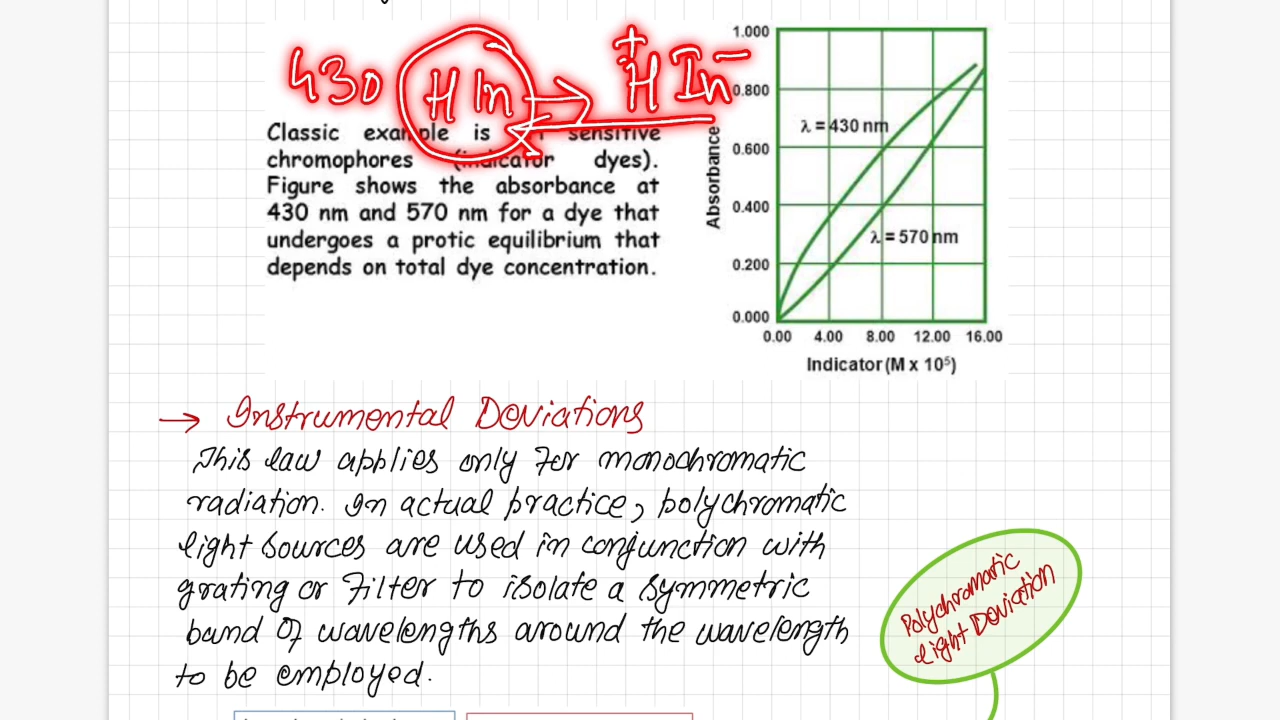 430 HIn ⇌ H⁺ In⁻
Classic example is sensitive
chromophores (indicator dyes).
Figure shows the absorbance at
430 nm and 570 nm for a dye that
undergoes a protic equilibrium that
depends on total dye concentration.
Absorbance
1.000
0.800
0.600
0.400
0.200
0.000
λ = 430 nm
λ = 570 nm
0.00 4.00 8.00 12.00 16.00
Indicator (M x 10⁵)
→ Instrumental Deviations
This law applies only for monochromatic
radiation. In actual practice, polychromatic
light sources are used in conjunction with
grating or filter to isolate a symmetric
band of wavelengths around the wavelength
to be employed.
Polychromatic
light Deviation